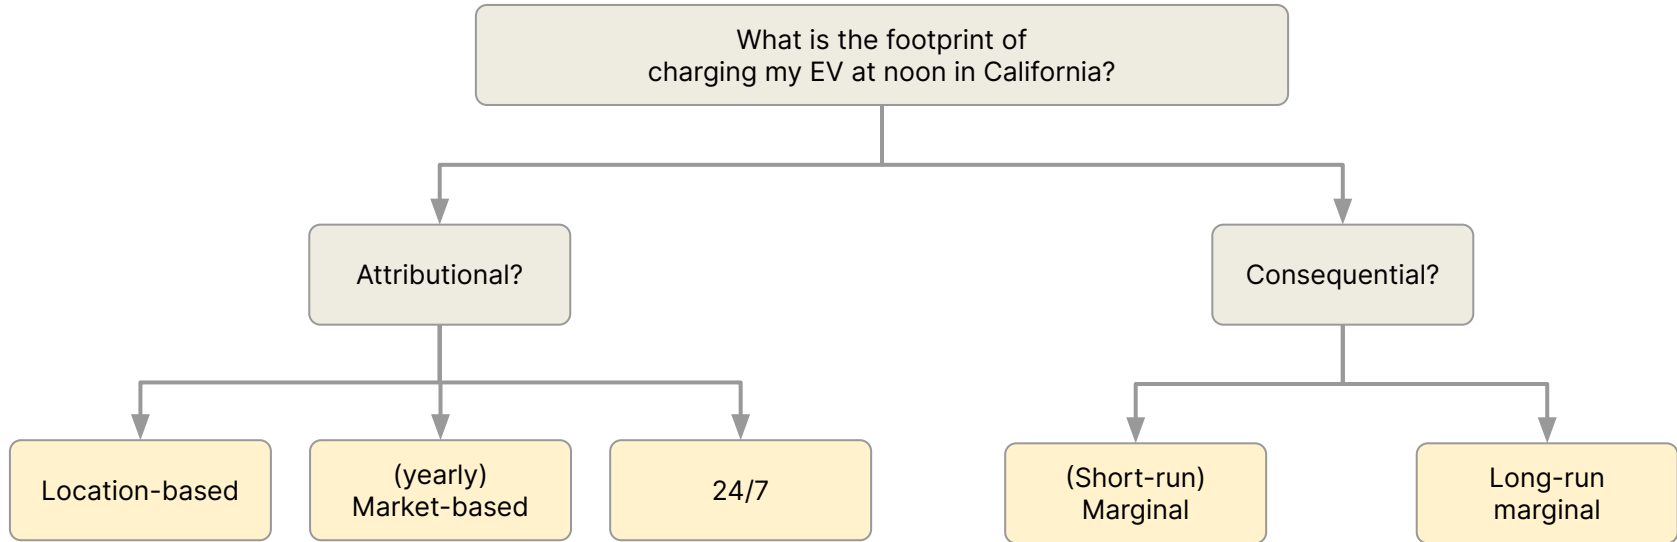 What is the footprint of
charging my EV at noon in California?
Attributional?
Consequential?
Location-based
(yearly)
Market-based
24/7
(Short-run)
Marginal
Long-run
marginal